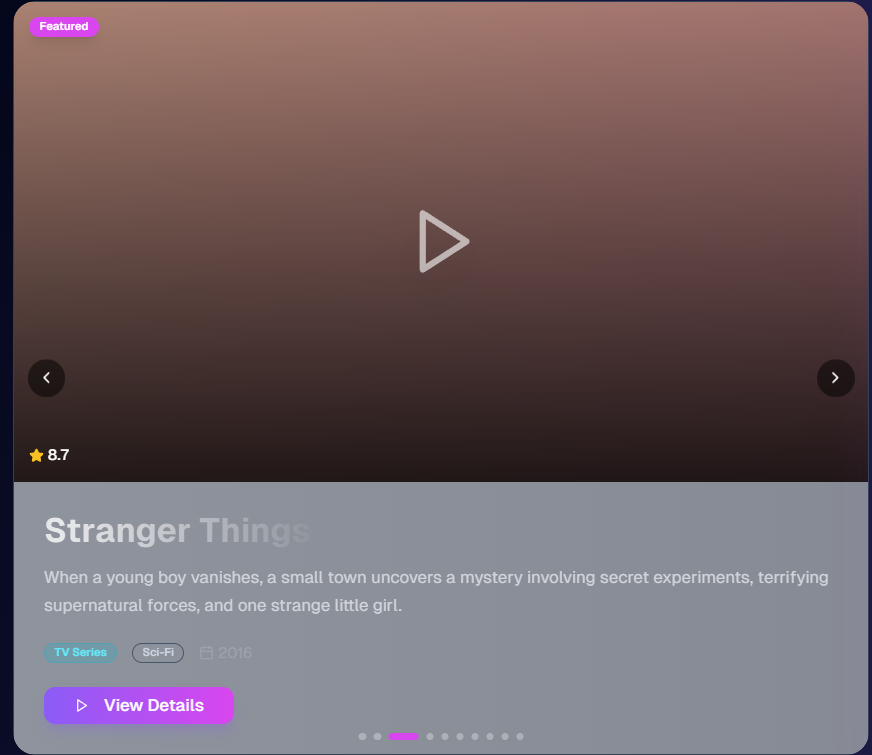 Featured
8.7
Stranger Things
When a young boy vanishes, a small town uncovers a mystery involving secret experiments, terrifying
supernatural forces, and one strange little girl.
TV Series Sci-Fi 2016
View Details